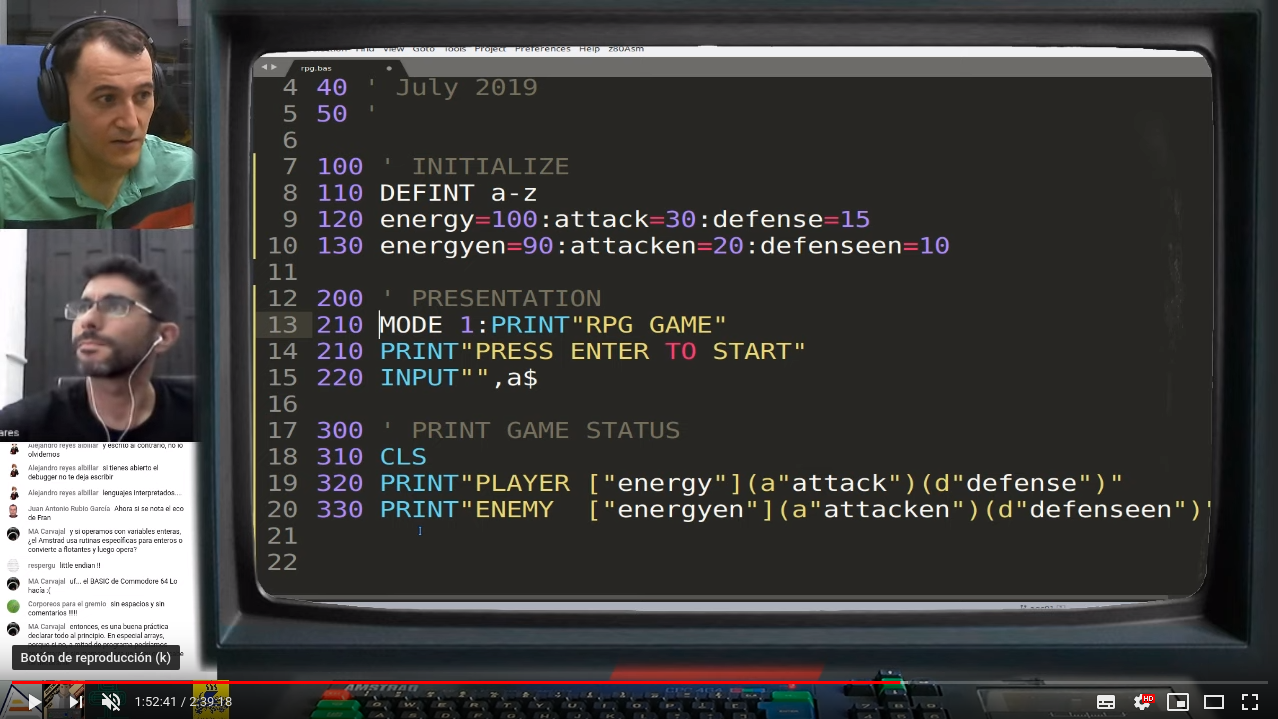 Find View Goto Tools Project Preferences Help z80Asm
rpg.bas
4 40 ' July 2019
5 50 '
6
7 100 ' INITIALIZE
8 110 DEFINT a-z
9 120 energy=100:attack=30:defense=15
10 130 energyen=90:attacken=20:defenseen=10
11
12 200 ' PRESENTATION
13 210 MODE 1:PRINT"RPG GAME"
14 210 PRINT"PRESS ENTER TO START"
15 220 INPUT"",a$
16
17 300 ' PRINT GAME STATUS
18 310 CLS
19 320 PRINT"PLAYER ["energy"](a"attack")(d"defense")"
20 330 PRINT"ENEMY  ["energyen"](a"attacken")(d"defenseen")"
21
22
ares
Alejandro reyes albillar y escrito al contrario, no lo
olvidemos
Alejandro reyes albillar si tienes abierto el
debugger no te deja escribir
Alejandro reyes albillar lenguajes interpretados....
Juan Antonio Rubio García Ahora si se nota el eco
de Fran
MA Carvajal y si operamos con variables enteras,
¿el Amstrad usa rutinas específicas para enteros o
convierte a flotantes y luego opera?
respergu little endian !!
MA Carvajal uf... el BASIC de Commodore 64 Lo
hacía :(
Corporeos para el gremio sin espacios y sin
comentarios !!!!!
MA Carvajal entonces, es una buena práctica
declarar todo al principio. En especial arrays,
Botón de reproducción (k)
AMSTRAD
1:52:41 / 2:39:18
HD